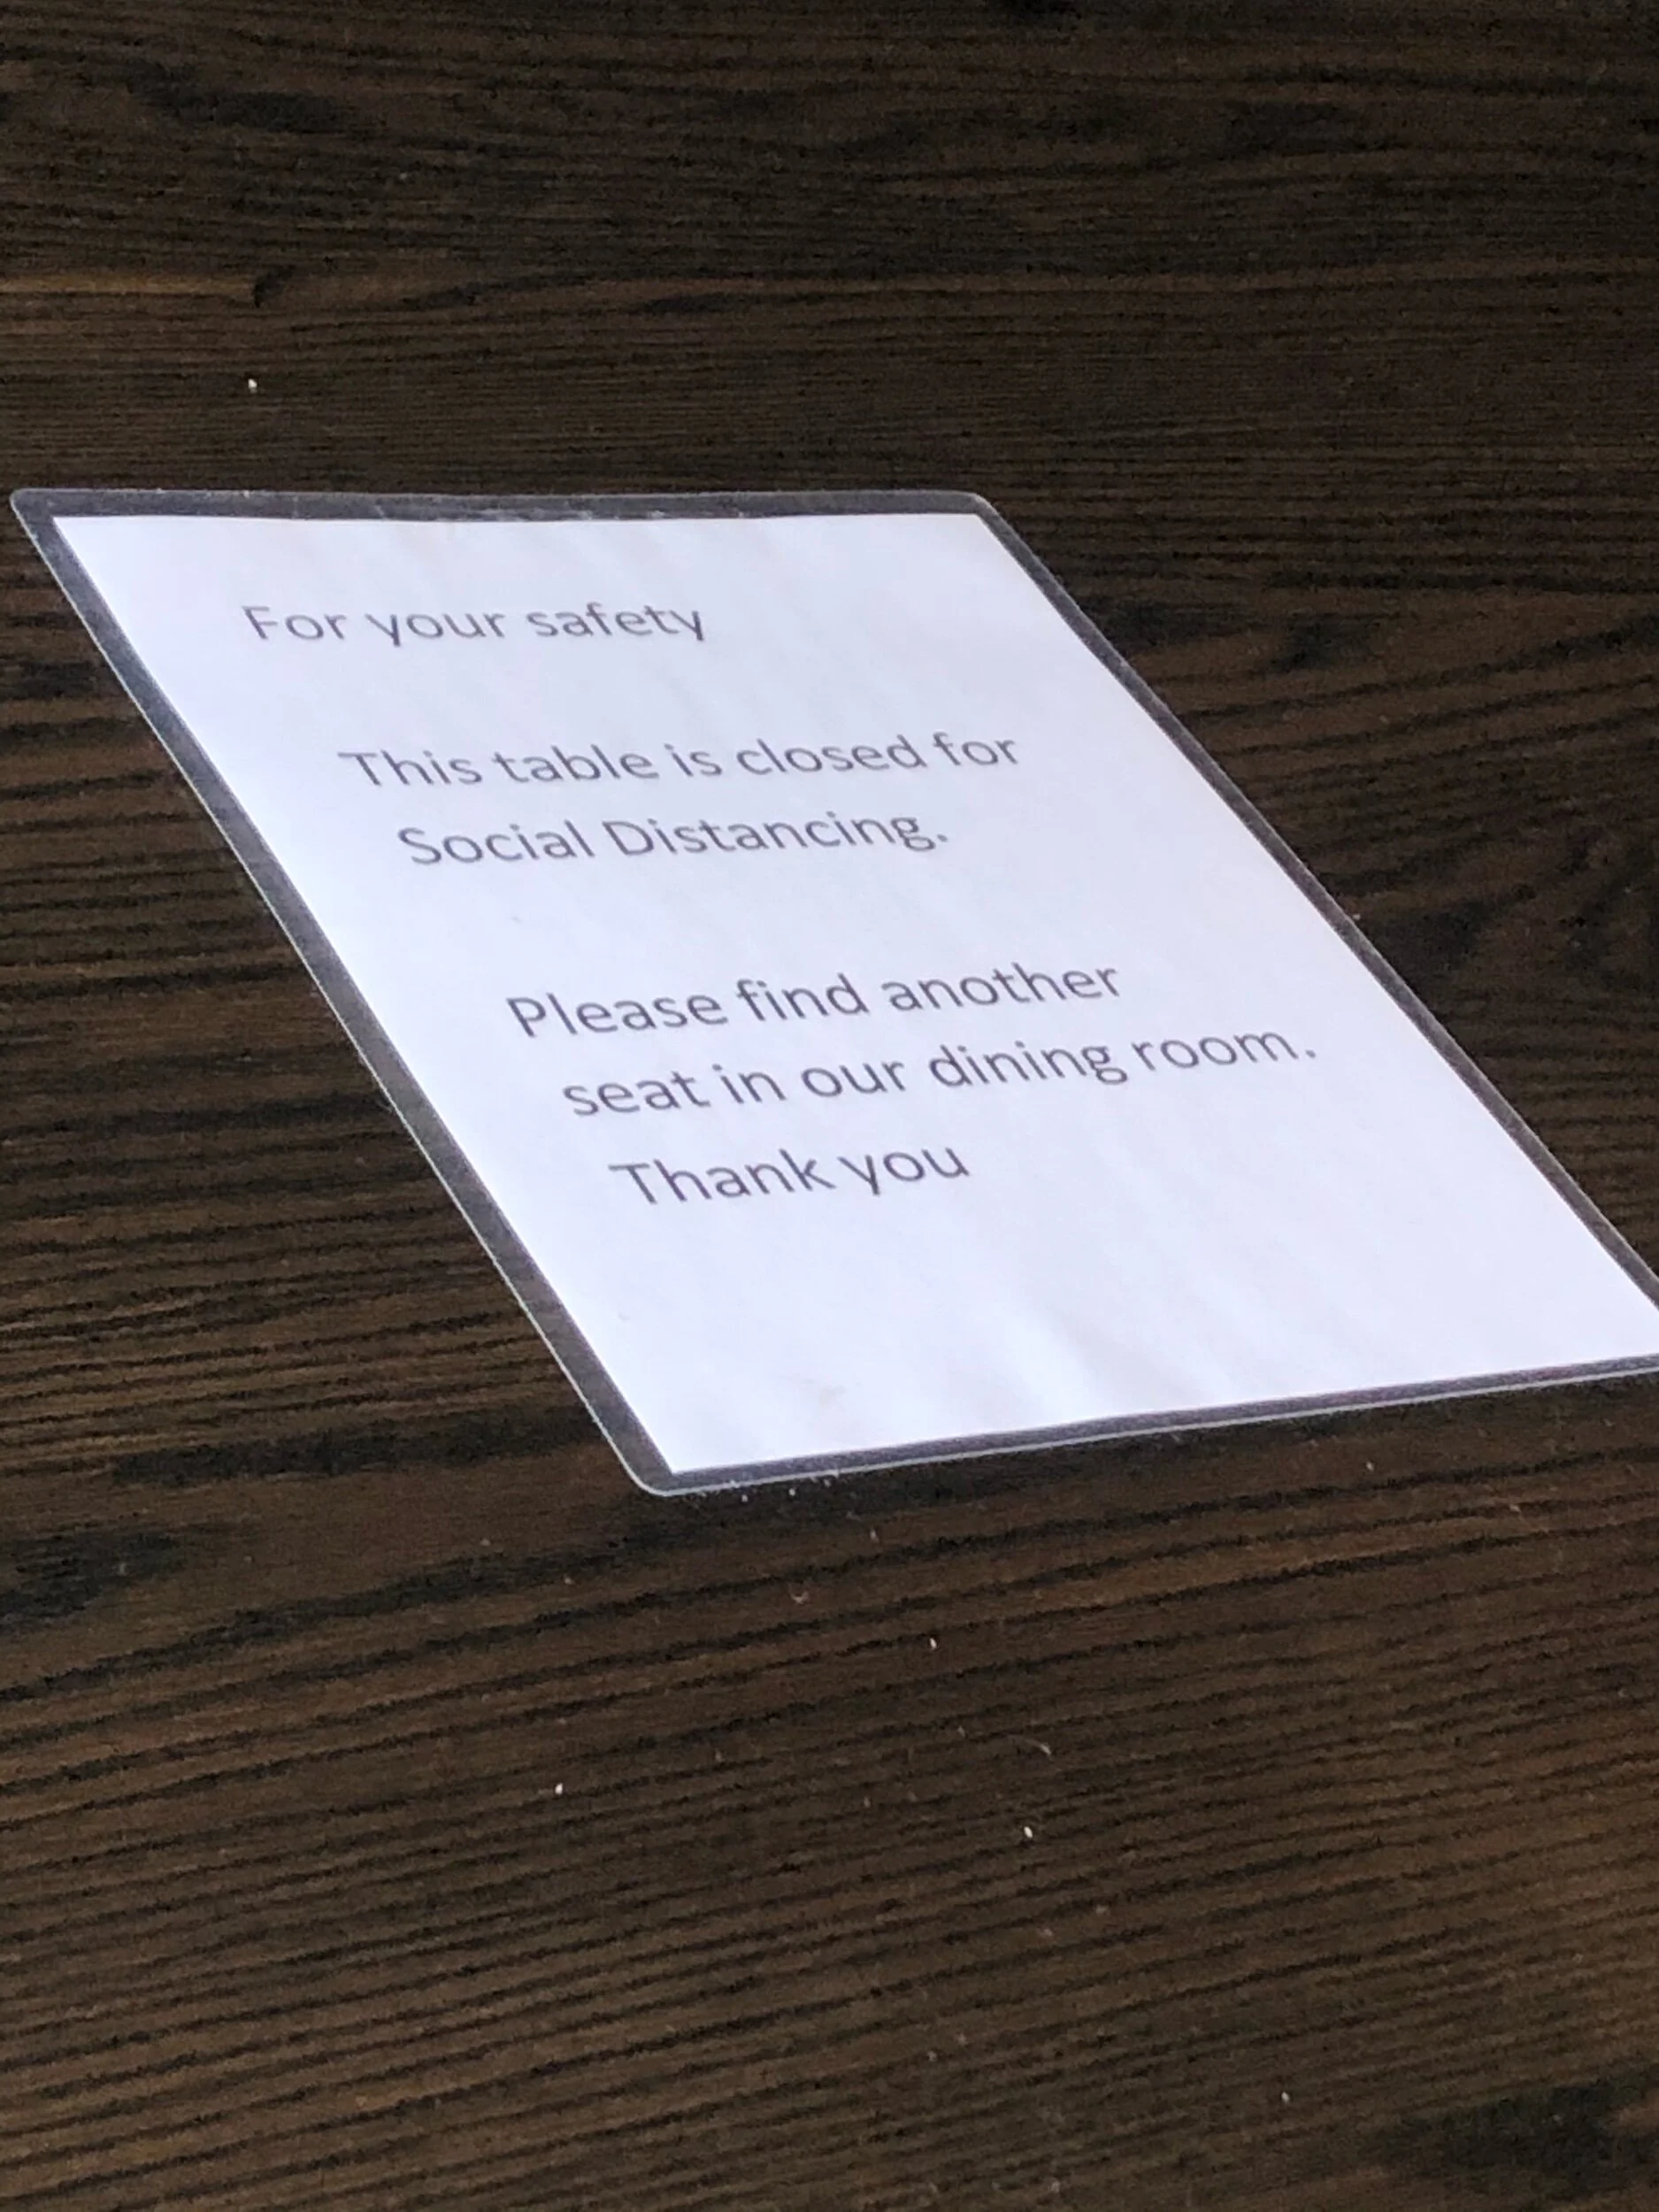 For your safety
This table is closed for
Social Distancing.
Please find another
seat in our dining room.
Thank you